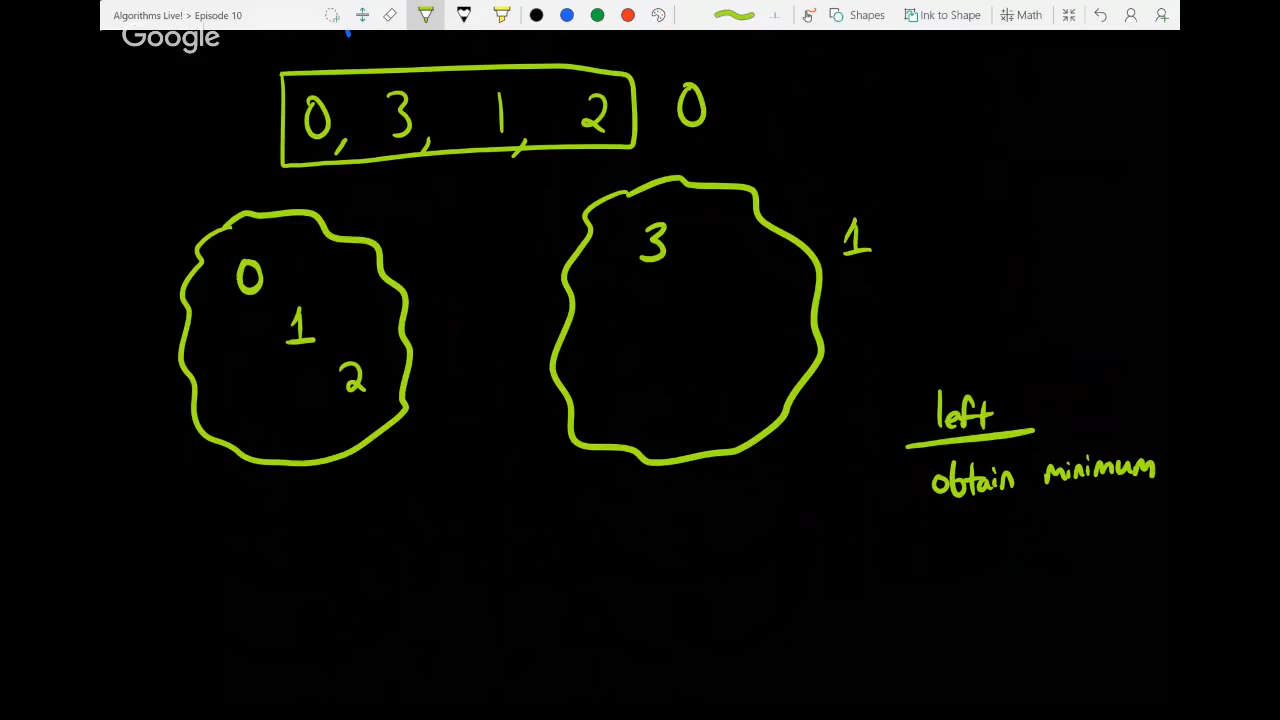 Algorithms Live! > Episode 10
Shapes
Ink to Shape
Math
Google
0, 3, 1, 2 0
3 1
0
1
2
left
obtain minimum